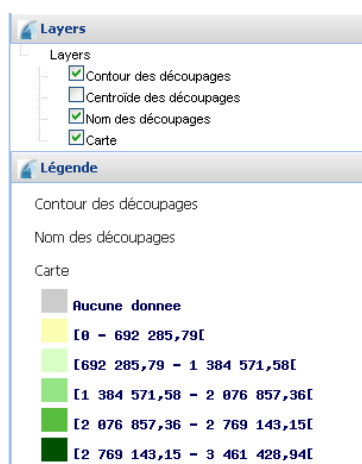 Layers
Layers
Contour des découpages
Centroïde des découpages
Nom des découpages
Carte
Légende
Contour des découpages
Nom des découpages
Carte
Aucune donnee
[0 - 692 285,79[
[692 285,79 - 1 384 571,58[
[1 384 571,58 - 2 076 857,36[
[2 076 857,36 - 2 769 143,15[
[2 769 143,15 - 3 461 428,94[